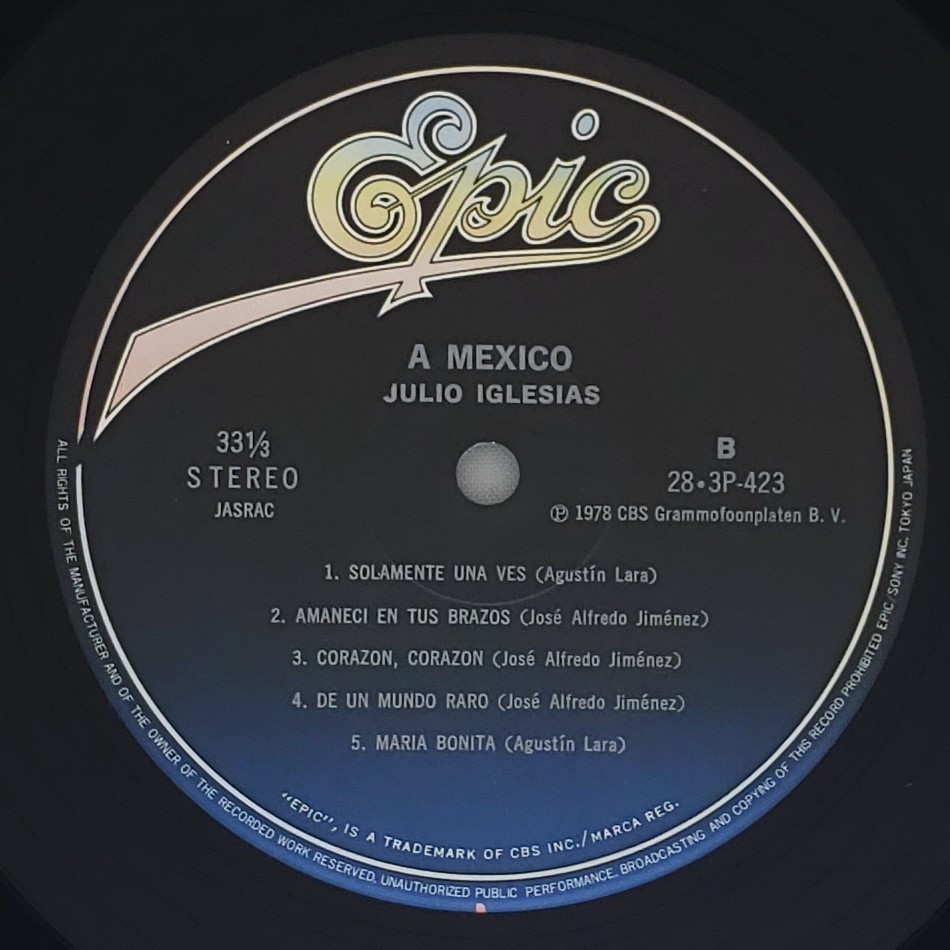 Epic
A MEXICO
JULIO IGLESIAS
33⅓
STEREO
JASRAC
B
28•3P-423
℗ 1978 CBS Grammofoonplaten B. V.
1. SOLAMENTE UNA VES (Agustín Lara)
2. AMANECI EN TUS BRAZOS (José Alfredo Jiménez)
3. CORAZON, CORAZON (José Alfredo Jiménez)
4. DE UN MUNDO RARO (José Alfredo Jiménez)
5. MARIA BONITA (Agustín Lara)
“EPIC”, IS A TRADEMARK OF CBS INC./MARCA REG.
ALL RIGHTS OF THE MANUFACTURER AND OF THE OWNER OF THE RECORDED WORK RESERVED. UNAUTHORIZED PUBLIC PERFORMANCE. BROADCASTING AND COPYING OF THIS RECORD PROHIBITED EPIC/SONY INC. TOKYO JAPAN